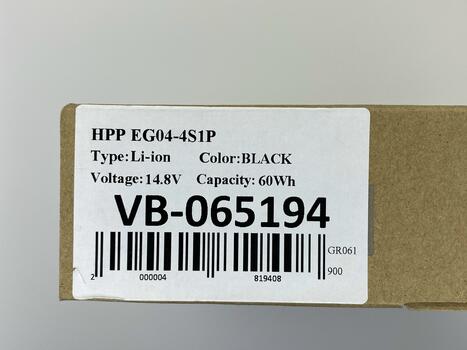 HPP EG04-4S1P
Type:Li-ion Color:BLACK
Voltage:14.8V Capacity: 60Wh
VB-065194
GR061
900
2 000004 819408